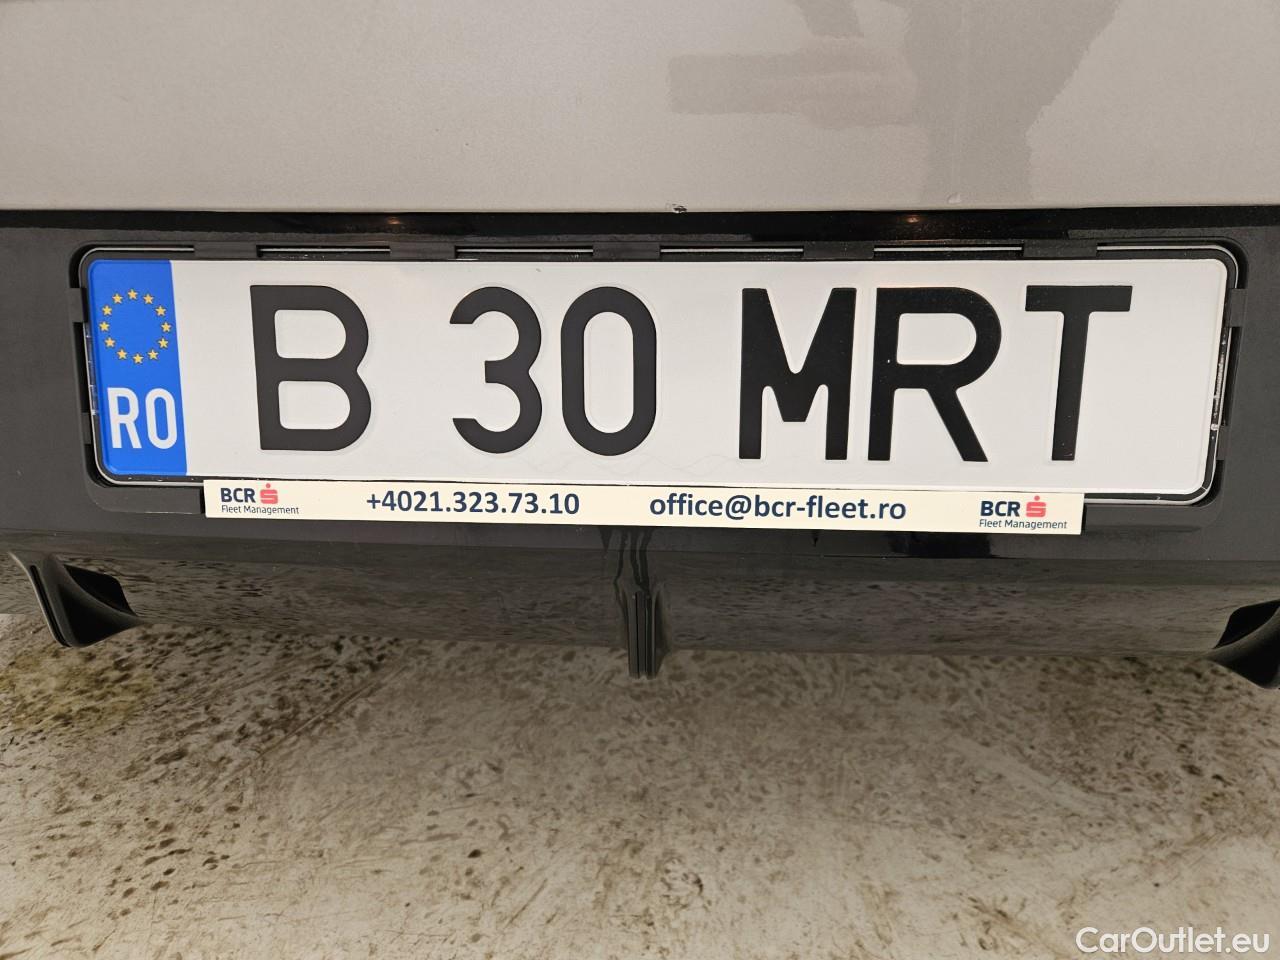 RO B 30 MRT
BCR Fleet Management +4021.323.73.10 office@bcr-fleet.ro BCR Fleet Management
CarOutlet.eu